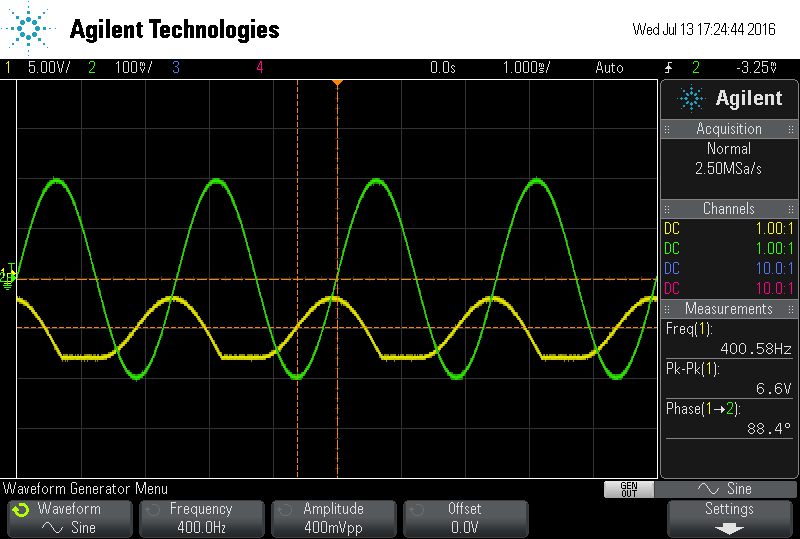 Agilent Technologies
Wed Jul 13 17:24:44 2016
1 5.00V/ 2 100mV/ 3 4 0.0s 1.000ms/ Auto 2 -3.25mV
Agilent
Acquisition
Normal
2.50MSa/s
Channels
DC 1.00:1
DC 1.00:1
DC 10.0:1
DC 10.0:1
Measurements
Freq(1):
400.58Hz
Pk-Pk(1):
6.6V
Phase(1→2):
88.4°
Waveform Generator Menu
GEN OUT
Sine
Waveform
Sine
Frequency
400.0Hz
Amplitude
400mVpp
Offset
0.0V
Settings